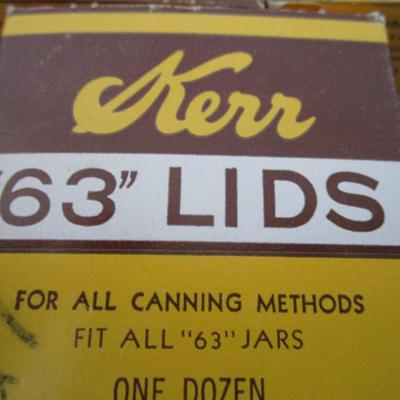 Kerr
"63" LIDS
FOR ALL CANNING METHODS
FIT ALL "63" JARS
ONE DOZEN